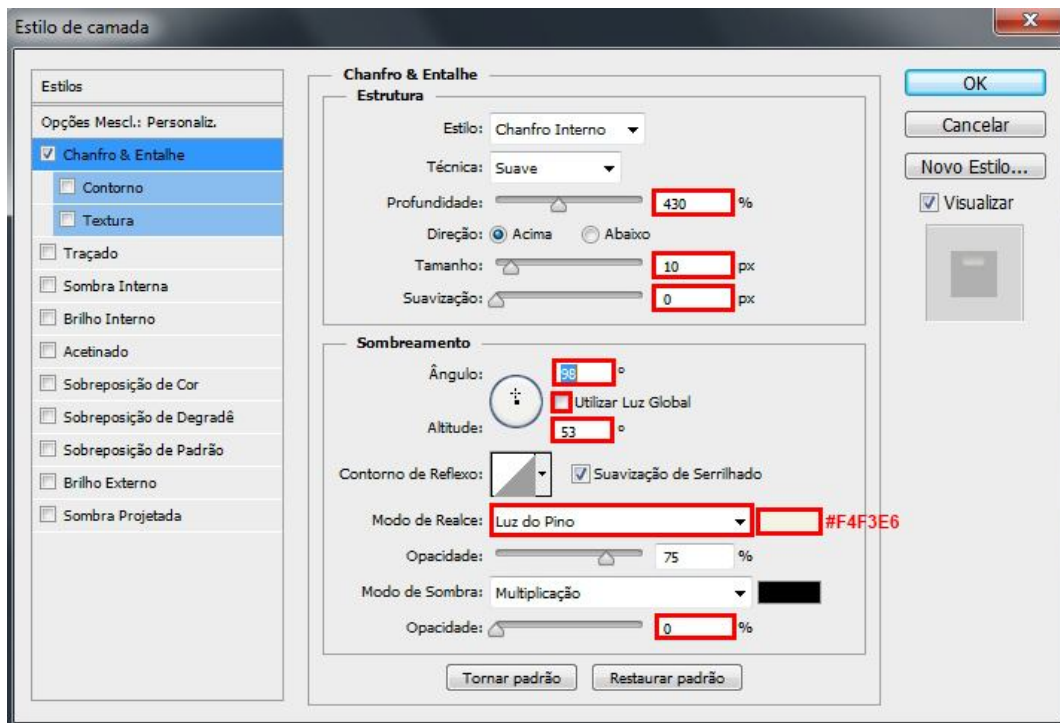 Estilo de camada
x
Estilos
Opções Mescl.: Personaliz.
Chanfro & Entalhe
Contorno
Textura
Traçado
Sombra Interna
Brilho Interno
Acetinado
Sobreposição de Cor
Sobreposição de Degradê
Sobreposição de Padrão
Brilho Externo
Sombra Projetada
Chanfro & Entalhe
Estrutura
Estilo: Chanfro Interno
Técnica: Suave
Profundidade: 430 %
Direção: Acima Abaixo
Tamanho: 10 px
Suavização: 0 px
Sombreamento
Ângulo: 98 °
Utilizar Luz Global
Altitude: 53 °
Contorno de Reflexo: Suavização de Serrilhado
Modo de Realce: Luz do Pino #F4F3E6
Opacidade: 75 %
Modo de Sombra: Multiplicação
Opacidade: 0 %
Tornar padrão Restaurar padrão
OK
Cancelar
Novo Estilo...
Visualizar